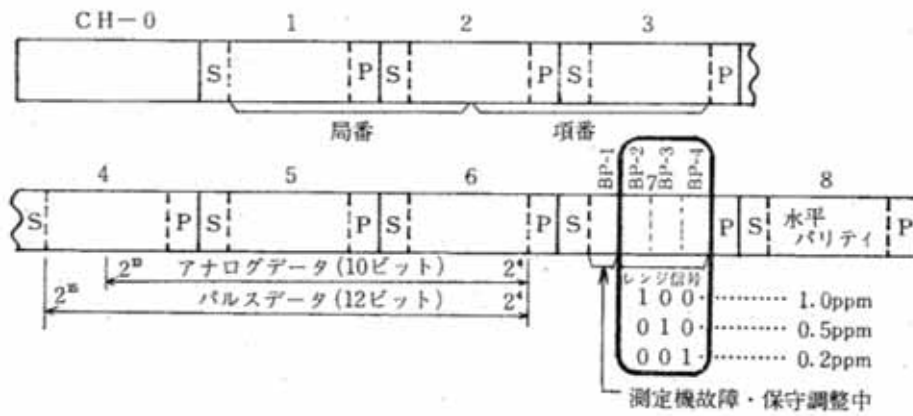 CH-0 1 2 3
S P S P S P
局番 項番
4 5 6 BP-1 BP-2 7 BP-3 BP-4 8
S P S P S P S P S 水平パリティ P
2¹³ アナログデータ(10ビット) 2⁴
2¹⁵ パルスデータ(12ビット) 2⁴
レンジ信号
1 0 0 ········ 1.0ppm
0 1 0 ········ 0.5ppm
0 0 1 ········ 0.2ppm
測定機故障・保守調整中